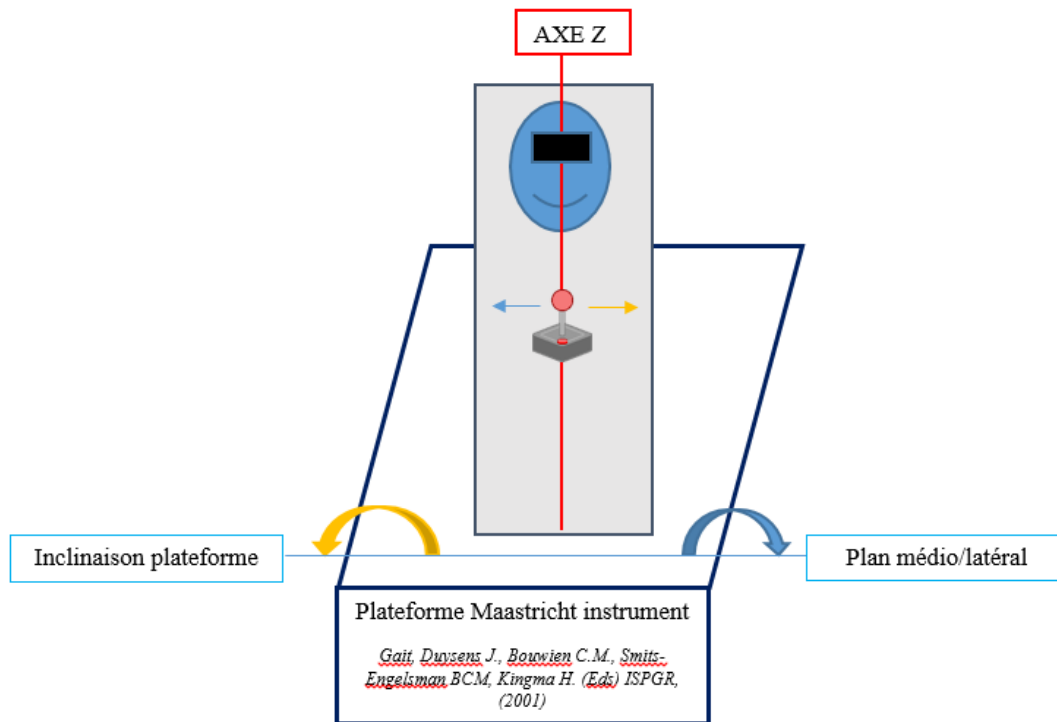 AXE Z
Inclinaison plateforme
Plan médio/latéral
Plateforme Maastricht instrument
Gait, Duysens J., Bouwien C.M., Smits-
Engelsman BCM, Kingma H. (Eds) ISPGR,
(2001)